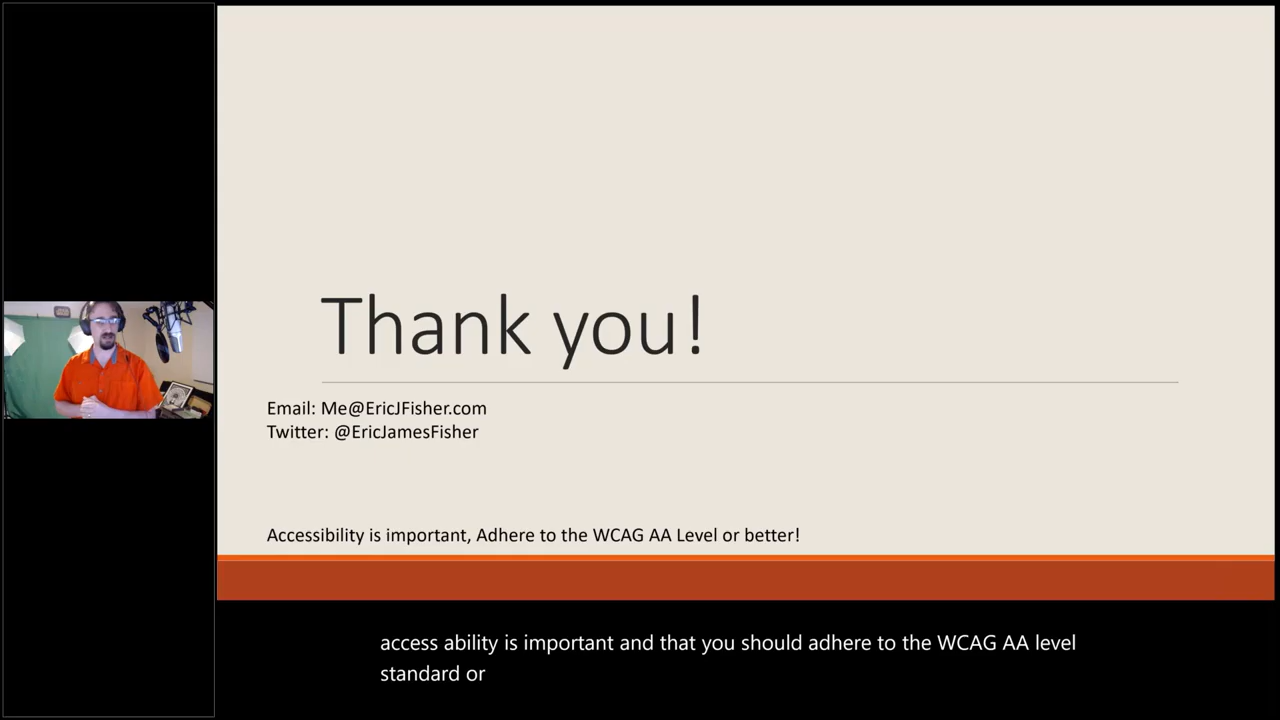 Thank you!
Email: Me@EricJFisher.com
Twitter: @EricJamesFisher
Accessibility is important, Adhere to the WCAG AA Level or better!
access ability is important and that you should adhere to the WCAG AA level
standard or